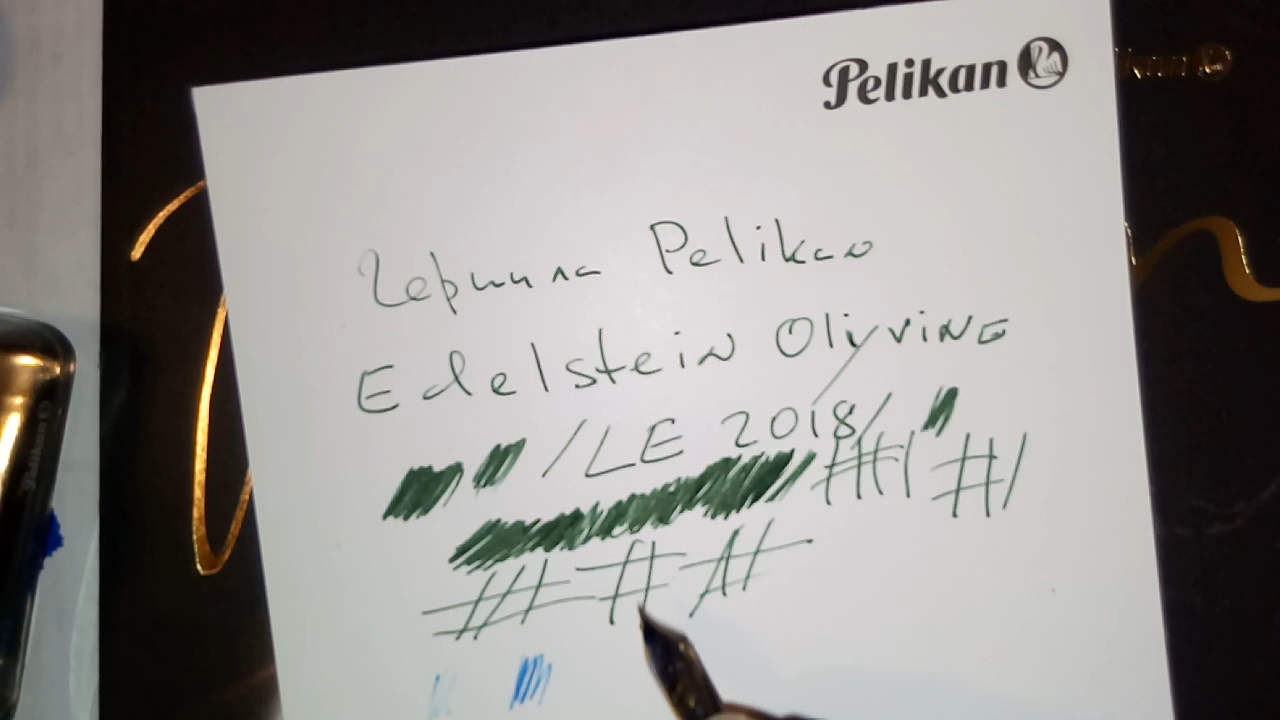 Pelikan
Чернила Pelikan
Edelstein Olivine
/LE 2018/